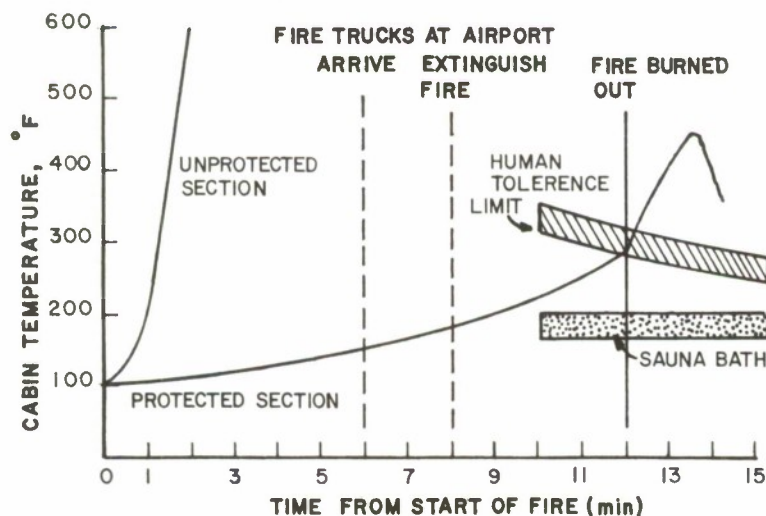 600
500
400
300
200
100
CABIN TEMPERATURE, °F
FIRE TRUCKS AT AIRPORT
ARRIVE EXTINGUISH
FIRE
FIRE BURNED
OUT
UNPROTECTED
SECTION
HUMAN
TOLERENCE
LIMIT
SAUNA BATH
PROTECTED SECTION
0 1 3 5 7 9 11 13 15
TIME FROM START OF FIRE (min)